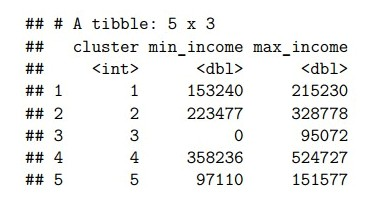 ## # A tibble: 5 x 3
##   cluster min_income max_income
##     <int>      <dbl>      <dbl>
## 1       1     153240     215230
## 2       2     223477     328778
## 3       3          0      95072
## 4       4     358236     524727
## 5       5      97110     151577